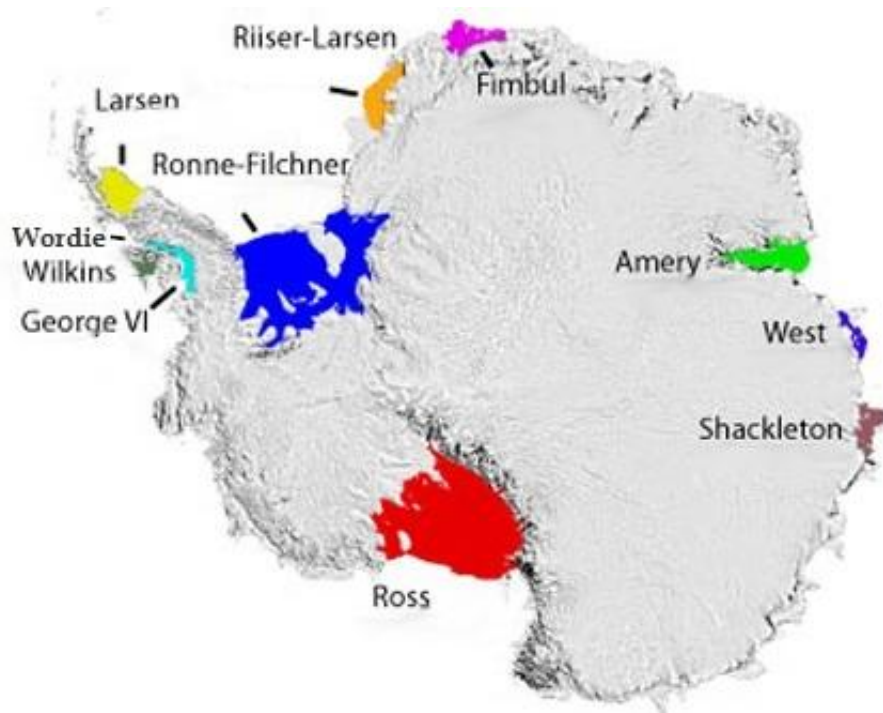 Riiser-Larsen
Fimbul
Larsen
Ronne-Filchner
Wordie
Wilkins
George VI
Amery
West
Shackleton
Ross